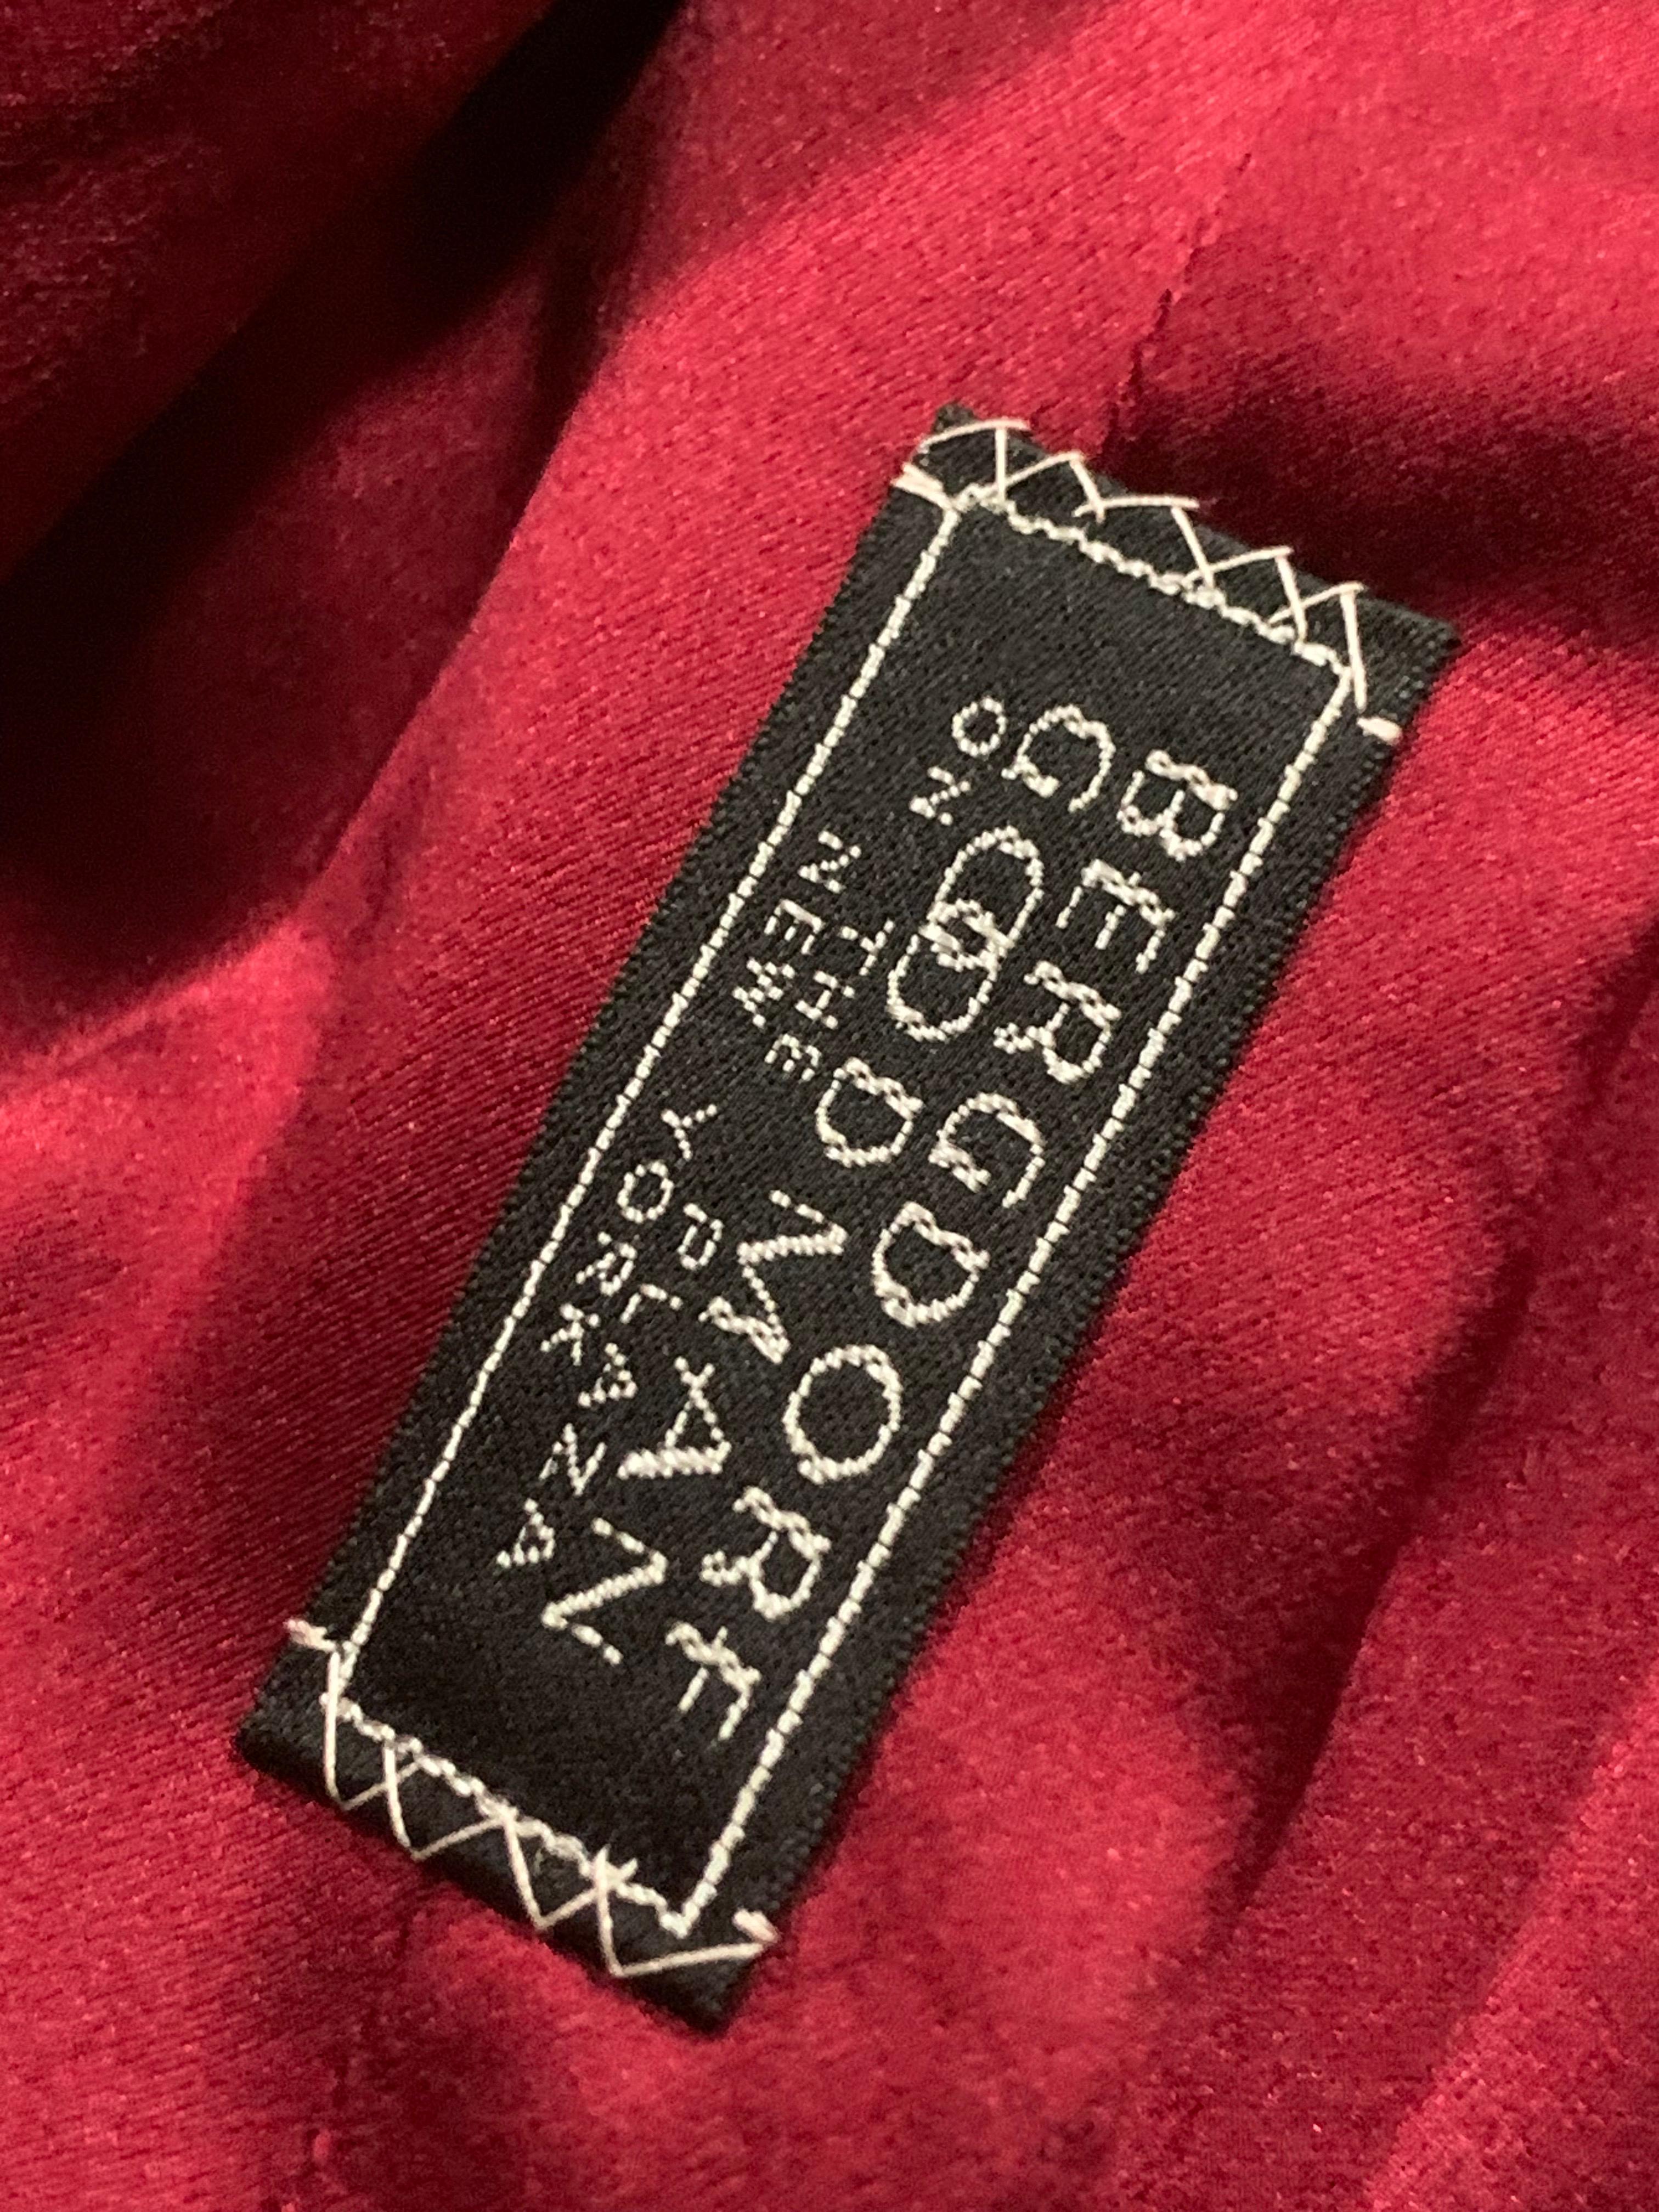 BERGDORF
GOODMAN
ON THE PLAZA
NEW YORK